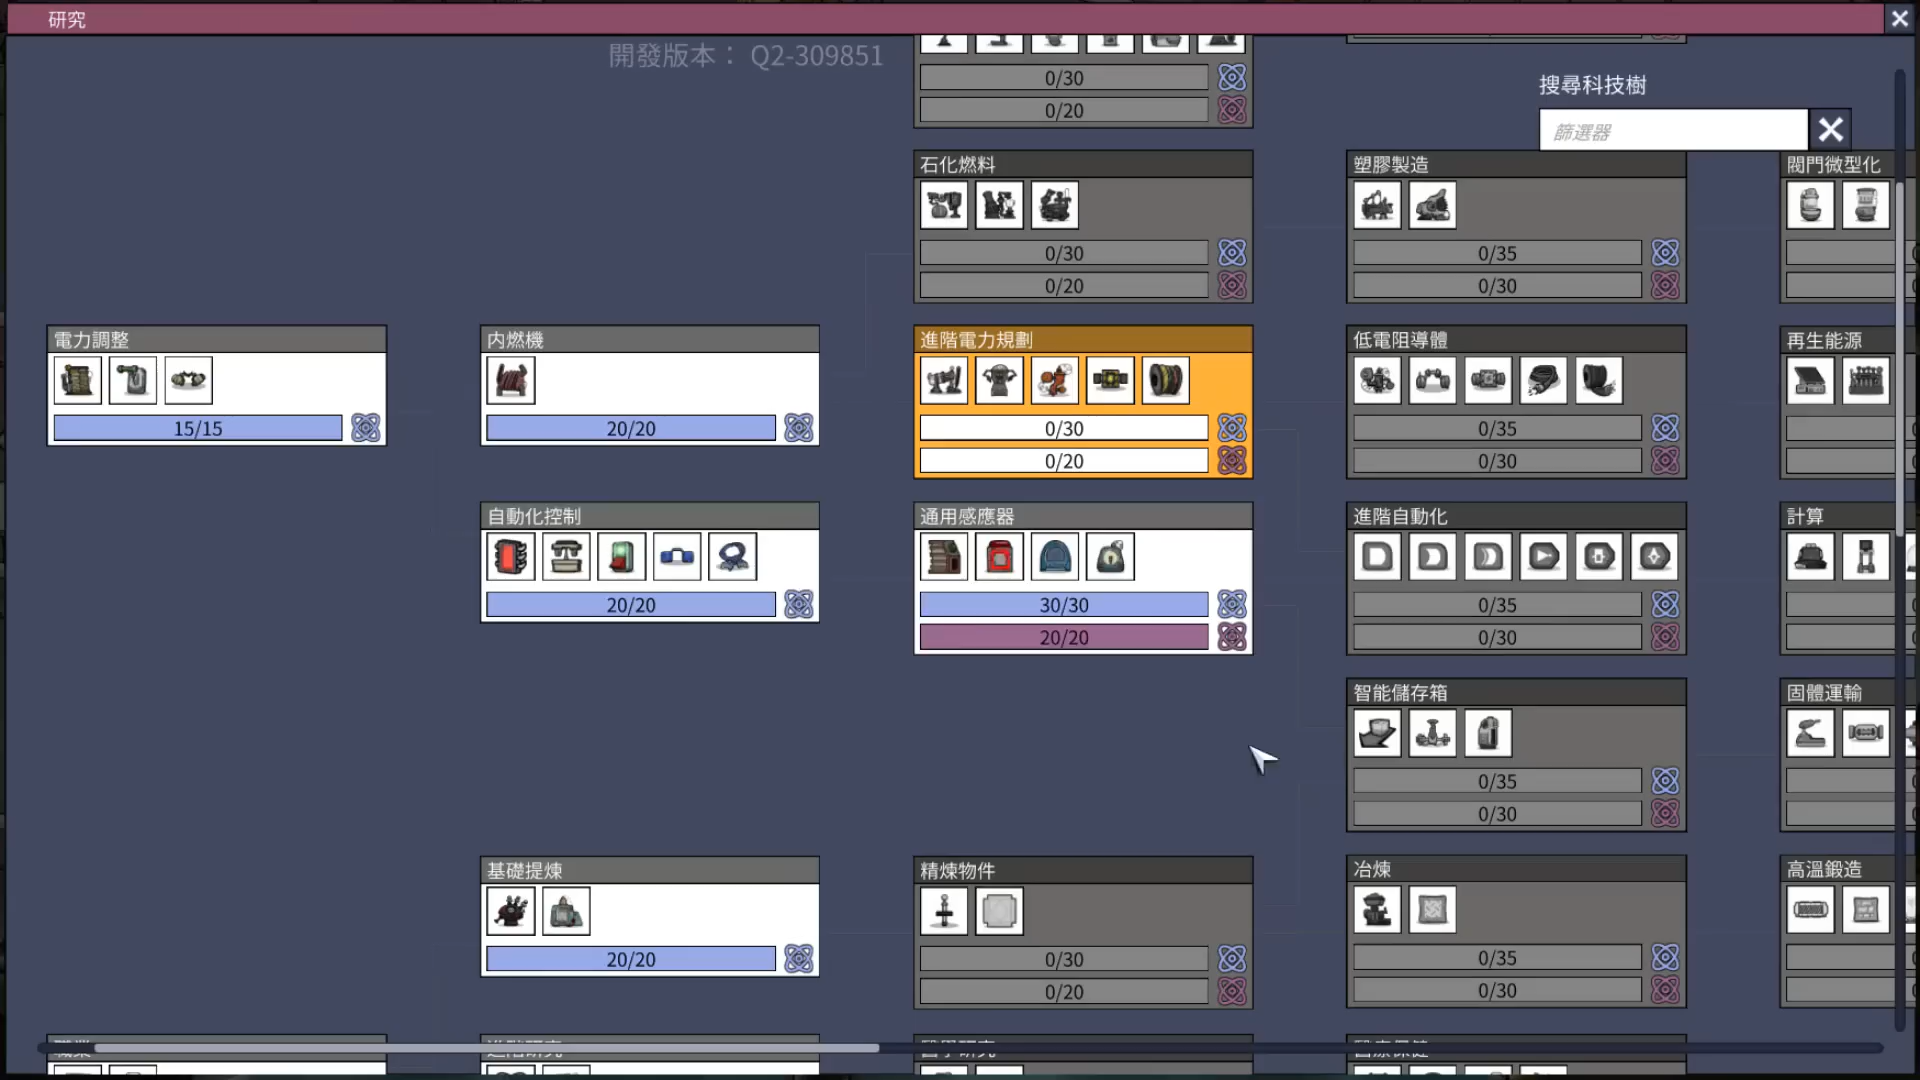 研究
開發版本： Q2-309851
搜尋科技樹
篩選器
0/30
0/20
石化燃料
0/30
0/20
塑膠製造
0/35
0/30
閥門微型化
電力調整
15/15
內燃機
20/20
進階電力規劃
0/30
0/20
低電阻導體
0/35
0/30
再生能源
自動化控制
20/20
通用感應器
30/30
20/20
進階自動化
0/35
0/30
計算
智能儲存箱
0/35
0/30
固體運輸
基礎提煉
20/20
精煉物件
0/30
0/20
冶煉
0/35
0/30
高溫鍛造